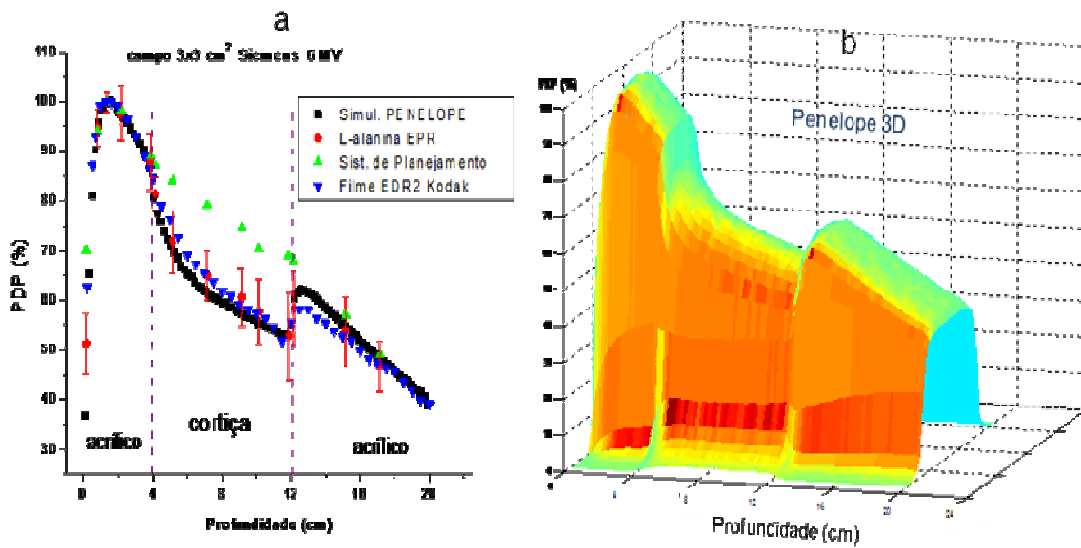 a
campo 3x3 cm² Siemens 6 MV
110
100
90
80
70
60
50
40
30
PDP (%)
Simul. PENELOPE
L-alanina EPR
Sist. de Planejamento
Filme EDR2 Kodak
acrílico
cortiça
acrílico
0
4
8
12
16
20
Profundidade (cm)
b
Penelope 3D
20
24
Profundidade (cm)